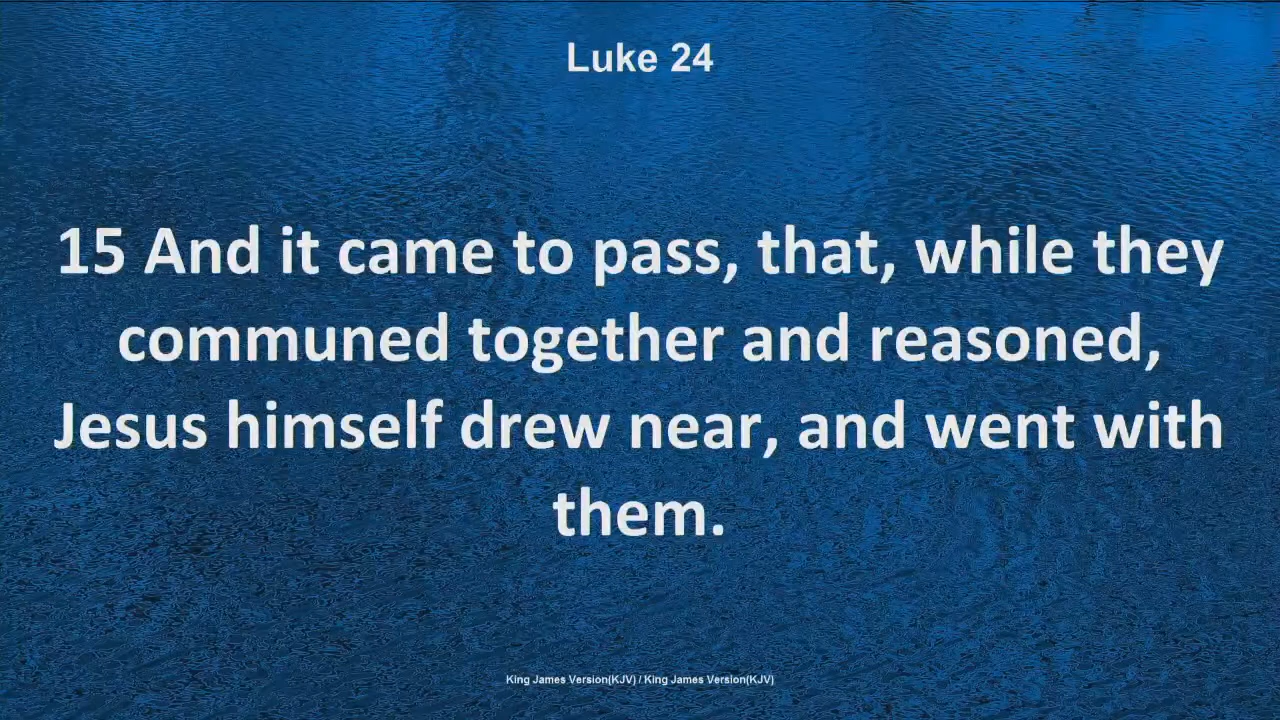 Luke 24
15 And it came to pass, that, while they
communed together and reasoned,
Jesus himself drew near, and went with
them.
King James Version(KJV) / King James Version(KJV)